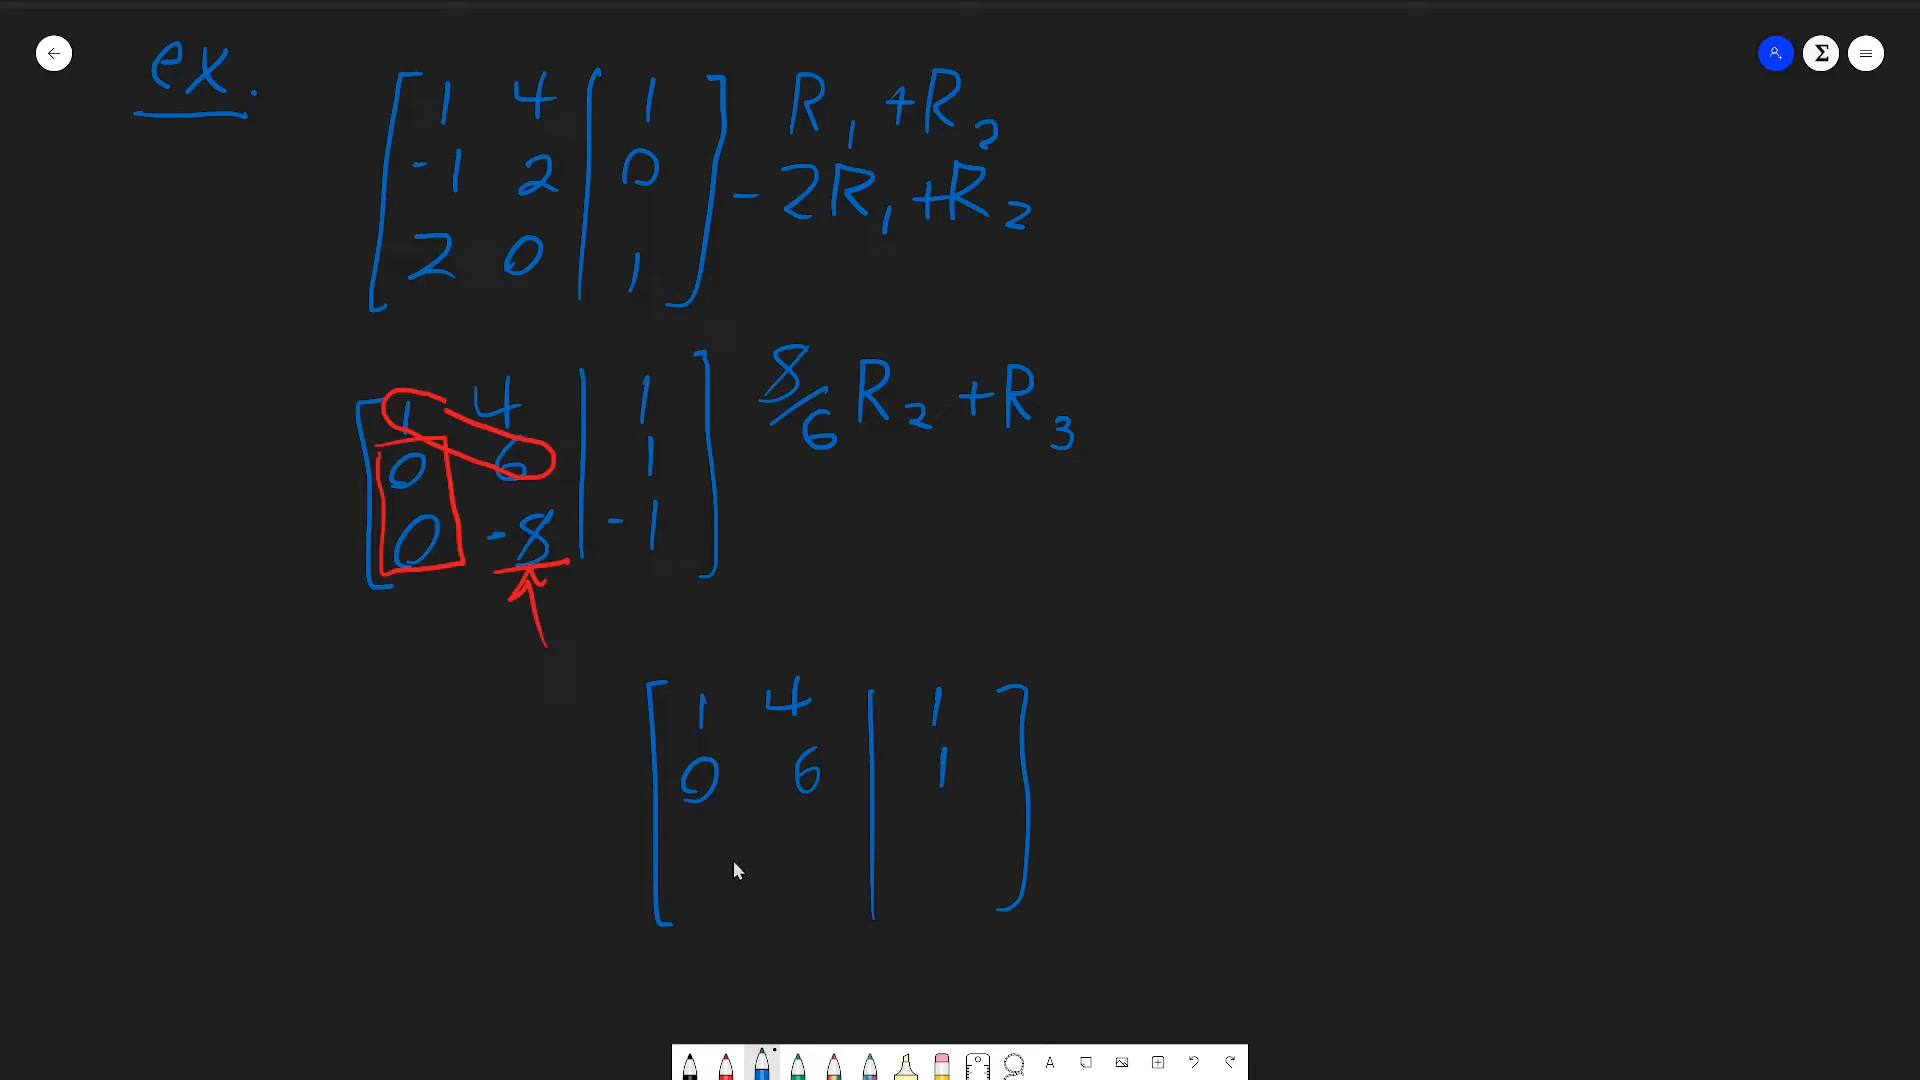 ex.
1 4 | 1 R₁ + R₂
-1 2 | 0 -2R₁ + R₂
2 0 | 1
1 4 | 1 8/6 R₂ + R₃
0 6 | 1
0 -8 | -1
1 4 | 1
0 6 | 1
Σ
A